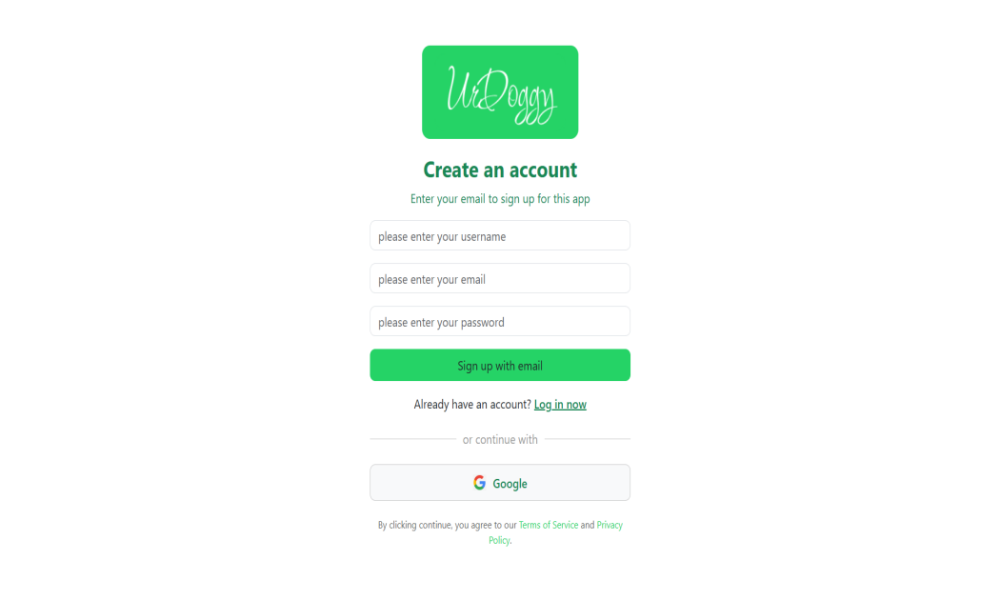 UrDoggy
Create an account
Enter your email to sign up for this app
please enter your username
please enter your email
please enter your password
Sign up with email
Already have an account? Log in now
or continue with
Google
By clicking continue, you agree to our Terms of Service and Privacy
Policy.